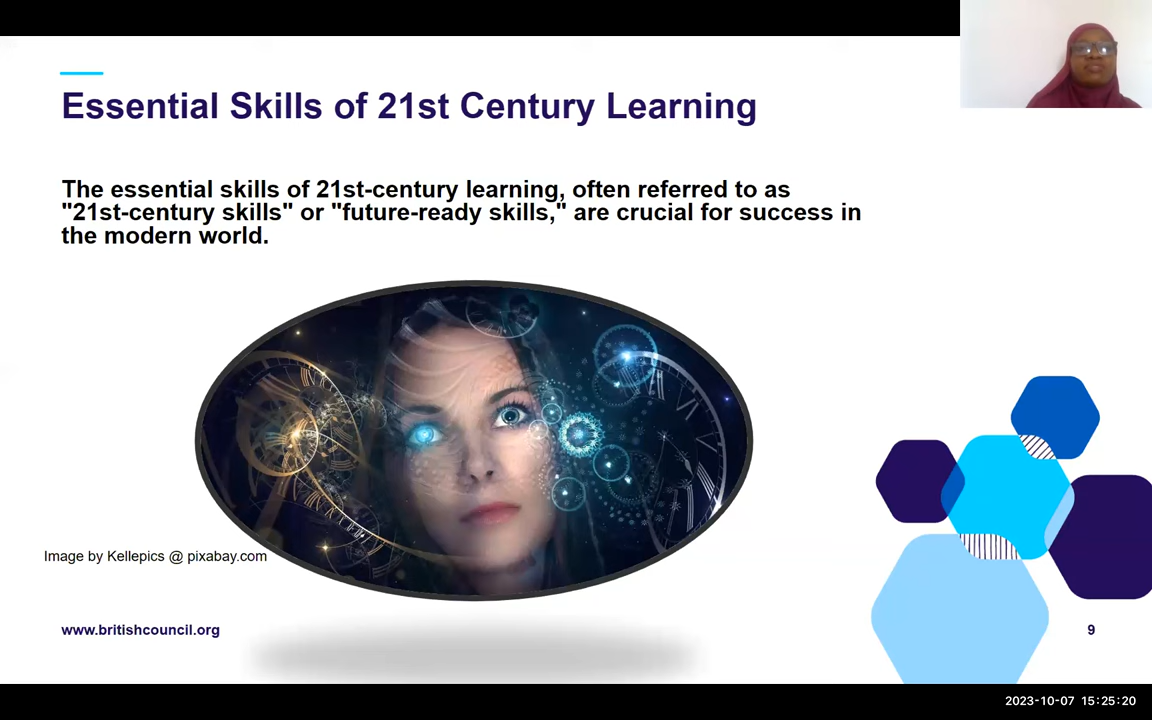 Essential Skills of 21st Century Learning
The essential skills of 21st-century learning, often referred to as
"21st-century skills" or "future-ready skills," are crucial for success in
the modern world.
Image by Kellepics @ pixabay.com
www.britishcouncil.org
9
2023-10-07 15:25:20